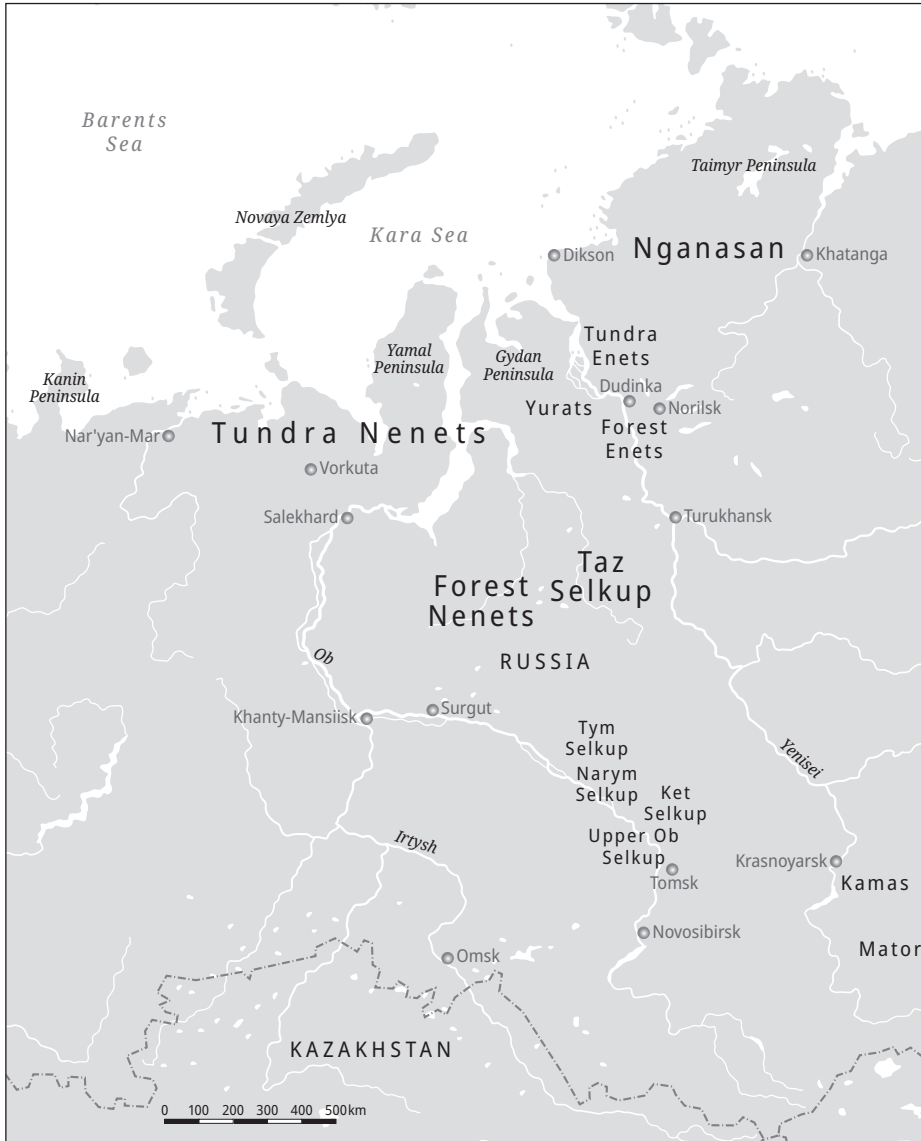 Barents
Sea
Taimyr Peninsula
Novaya Zemlya
Kara Sea
Nganasan
Dikson
Khatanga
Tundra
Enets
Yamal
Peninsula
Gydan
Peninsula
Kanin
Peninsula
Dudinka
Yurats
Norilsk
Forest
Enets
Nar'yan-Mar
Tundra Nenets
Vorkuta
Salekhard
Turukhansk
Taz
Selkup
Forest
Nenets
Ob
RUSSIA
Khanty-Mansiisk
Surgut
Tym
Selkup
Yenisei
Narym
Selkup
Ket
Selkup
Irtysh
Upper Ob
Selkup
Tomsk
Krasnoyarsk
Kamas
Novosibirsk
Mator
Omsk
KAZAKHSTAN
0 100 200 300 400 500 km